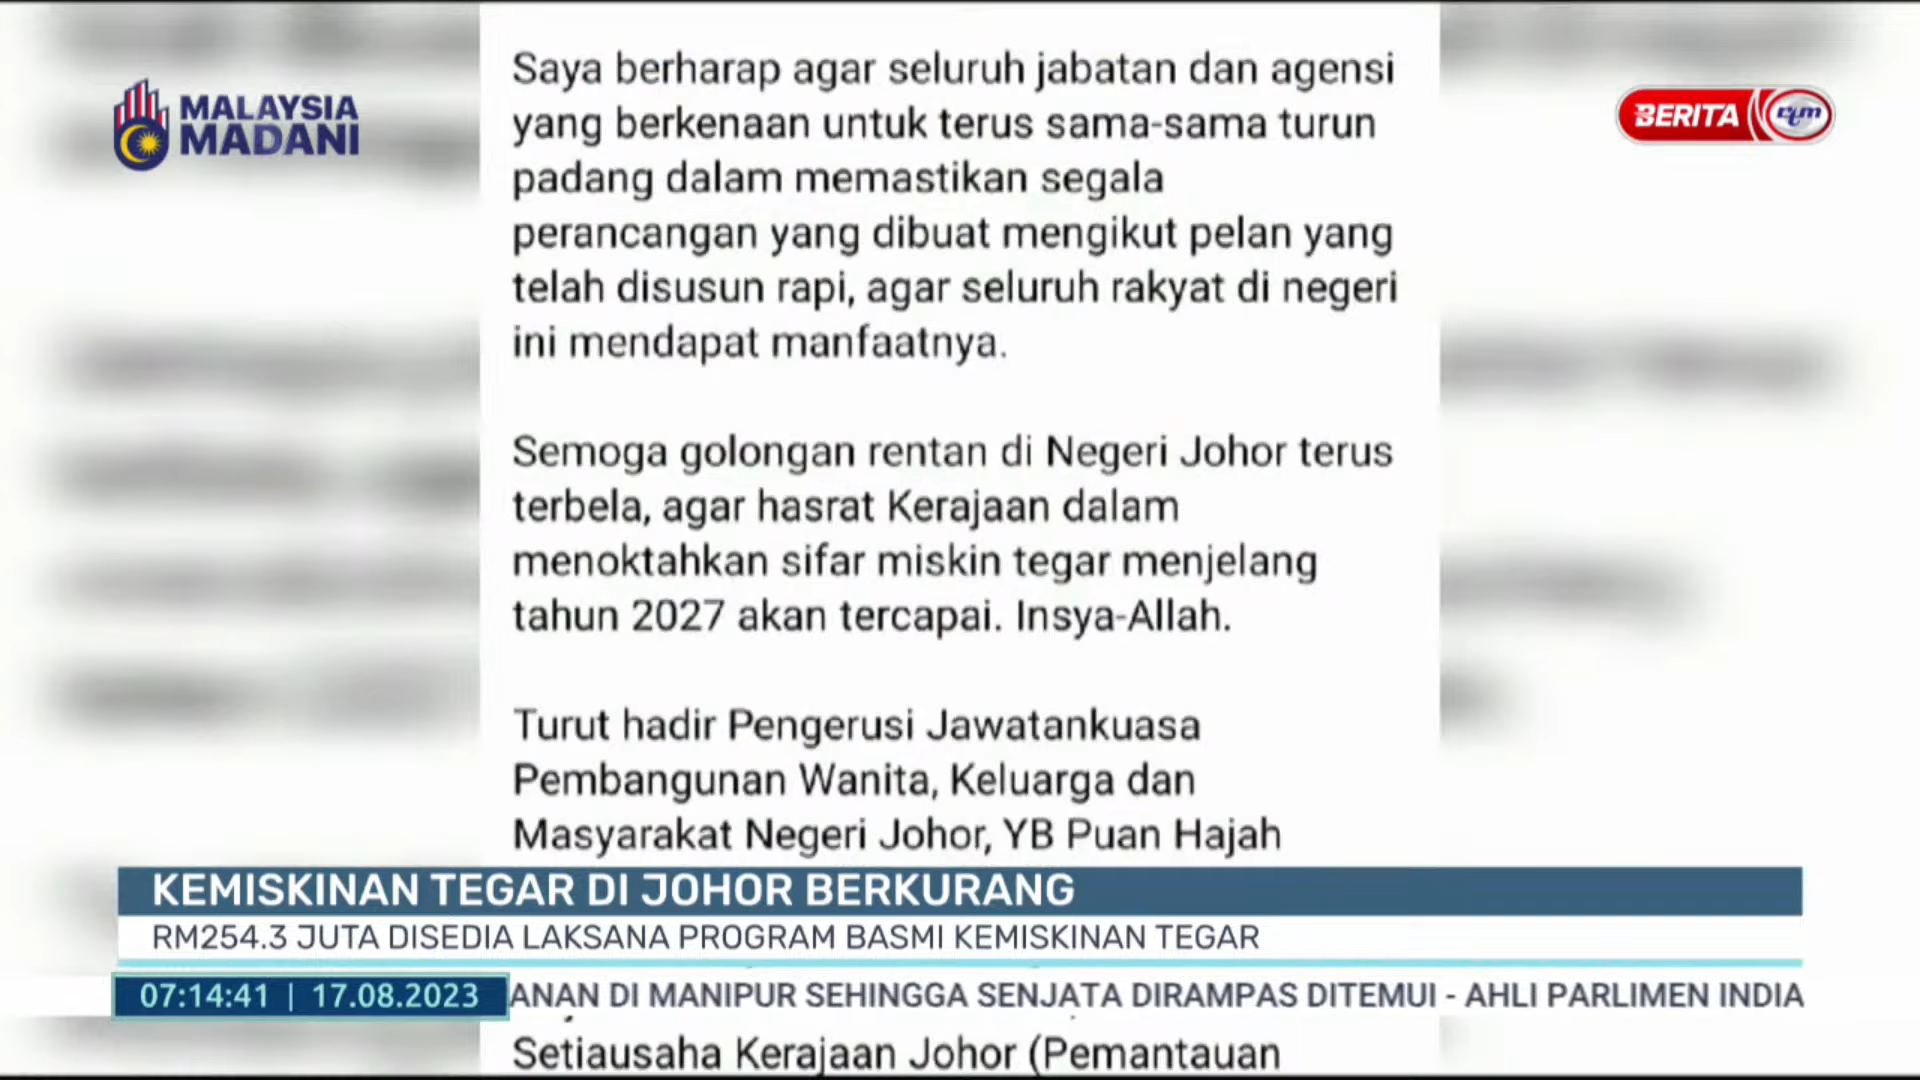 MALAYSIA
MADANI
BERITA rtm
Saya berharap agar seluruh jabatan dan agensi
yang berkenaan untuk terus sama-sama turun
padang dalam memastikan segala
perancangan yang dibuat mengikut pelan yang
telah disusun rapi, agar seluruh rakyat di negeri
ini mendapat manfaatnya.
Semoga golongan rentan di Negeri Johor terus
terbela, agar hasrat Kerajaan dalam
menoktahkan sifar miskin tegar menjelang
tahun 2027 akan tercapai. Insya-Allah.
Turut hadir Pengerusi Jawatankuasa
Pembangunan Wanita, Keluarga dan
Masyarakat Negeri Johor, YB Puan Hajah
KEMISKINAN TEGAR DI JOHOR BERKURANG
RM254.3 JUTA DISEDIA LAKSANA PROGRAM BASMI KEMISKINAN TEGAR
07:14:41 | 17.08.2023 ANAN DI MANIPUR SEHINGGA SENJATA DIRAMPAS DITEMUI - AHLI PARLIMEN INDIA
Setiausaha Kerajaan Johor (Pemantauan